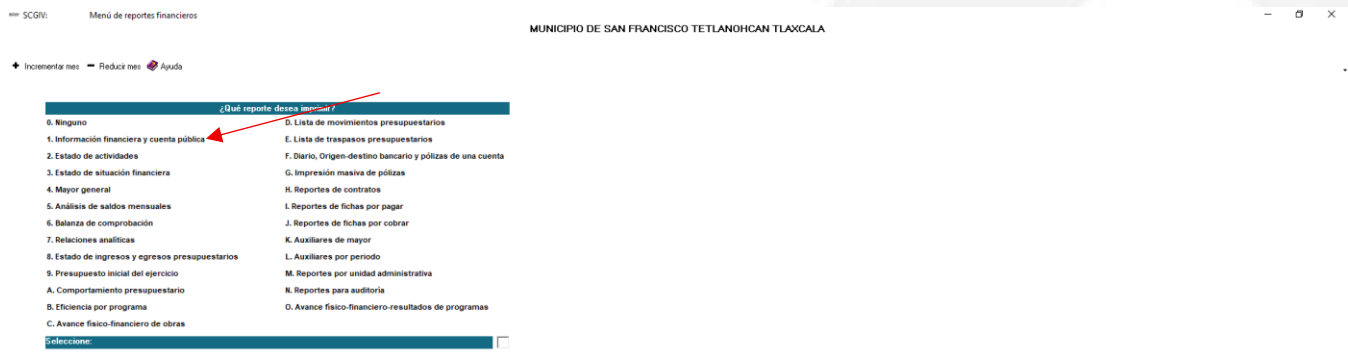 SCGIV: Menú de reportes financieros
MUNICIPIO DE SAN FRANCISCO TETLANOHCAN TLAXCALA
Incrementar mes Reducir mes Ayuda
¿Qué reporte desea imprimir?
0. Ninguno
1. Información financiera y cuenta pública
2. Estado de actividades
3. Estado de situación financiera
4. Mayor general
5. Análisis de saldos mensuales
6. Balanza de comprobación
7. Relaciones analíticas
8. Estado de ingresos y egresos presupuestarios
9. Presupuesto inicial del ejercicio
A. Comportamiento presupuestario
B. Eficiencia por programa
C. Avance físico-financiero de obras
D. Lista de movimientos presupuestarios
E. Lista de traspasos presupuestarios
F. Diario, Origen-destino bancario y pólizas de una cuenta
G. Impresión masiva de pólizas
H. Reportes de contratos
I. Reportes de fichas por pagar
J. Reportes de fichas por cobrar
K. Auxiliares de mayor
L. Auxiliares por periodo
M. Reportes por unidad administrativa
N. Reportes para auditoría
O. Avance físico-financiero-resultados de programas
Seleccione: